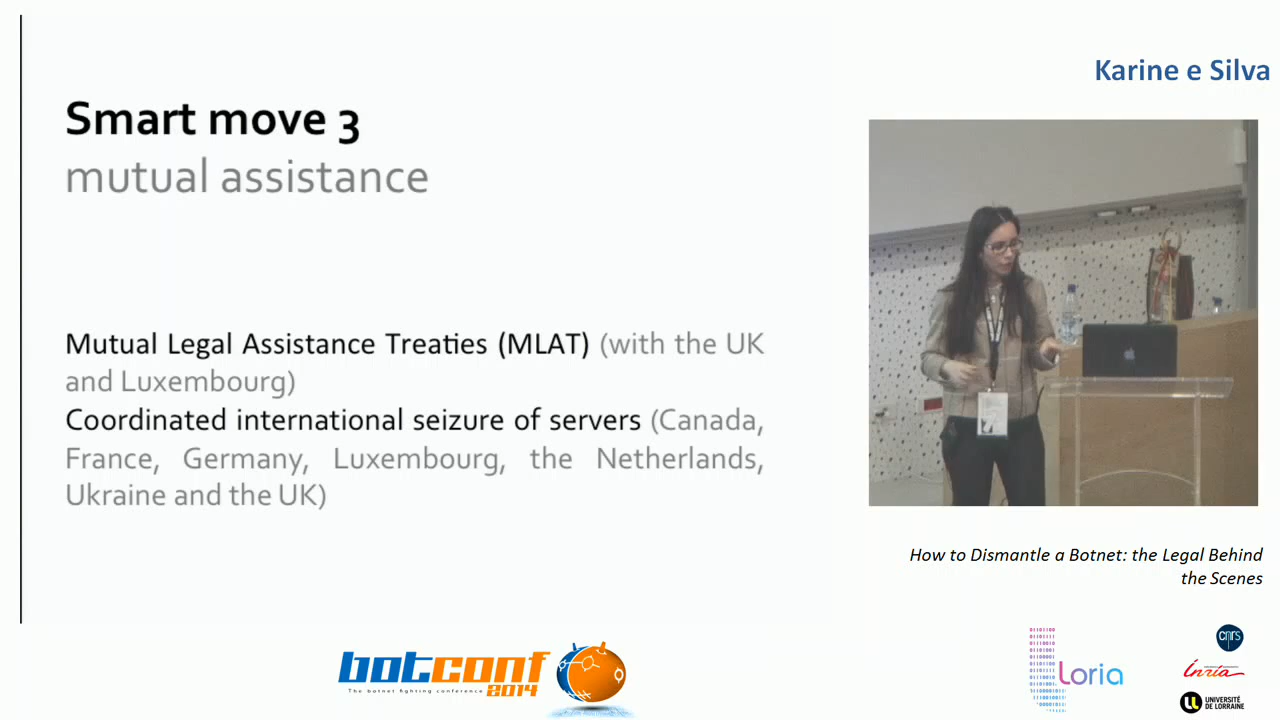 Karine e Silva
Smart move 3
mutual assistance
Mutual Legal Assistance Treaties (MLAT) (with the UK
and Luxembourg)
Coordinated international seizure of servers (Canada,
France, Germany, Luxembourg, the Netherlands,
Ukraine and the UK)
How to Dismantle a Botnet: the Legal Behind
the Scenes
botconf
The botnet fighting conference 2014
Loria
cnrs
Inria
UNIVERSITÉ
DE LORRAINE